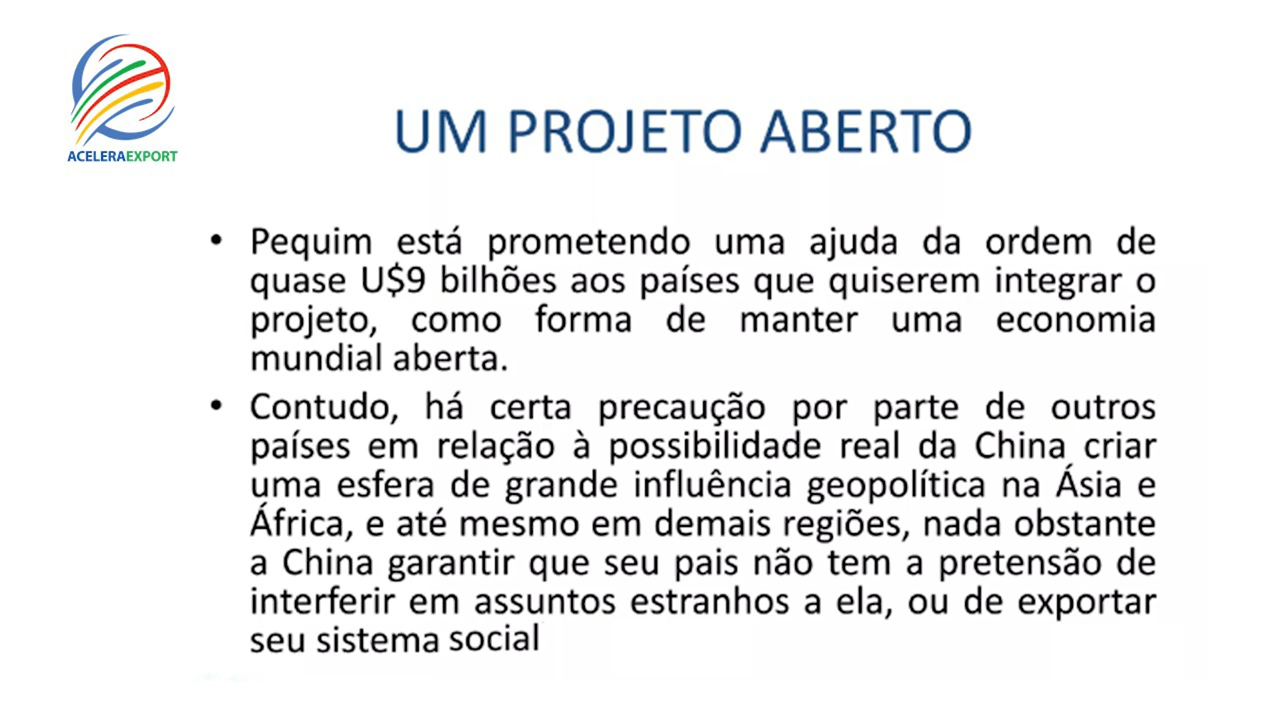 ACELERAEXPORT
UM PROJETO ABERTO
• Pequim está prometendo uma ajuda da ordem de
quase U$9 bilhões aos países que quiserem integrar o
projeto, como forma de manter uma economia
mundial aberta.
• Contudo, há certa precaução por parte de outros
países em relação à possibilidade real da China criar
uma esfera de grande influência geopolítica na Ásia e
África, e até mesmo em demais regiões, nada obstante
a China garantir que seu pais não tem a pretensão de
interferir em assuntos estranhos a ela, ou de exportar
seu sistema social